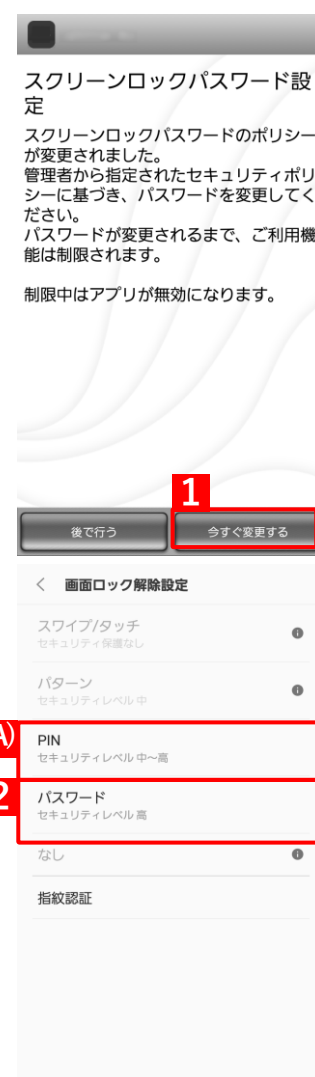 スクリーンロックパスワード設
定
スクリーンロックパスワードのポリシー
が変更されました。
管理者から指定されたセキュリティポリ
シーに基づき、パスワードを変更してく
ださい。
パスワードが変更されるまで、ご利用機
能は制限されます。
制限中はアプリが無効になります。
1
後で行う
今すぐ変更する
画面ロック解除設定
スワイプ/タッチ
セキュリティ保護なし
パターン
セキュリティレベル 中
A)
PIN
セキュリティレベル 中～高
2
パスワード
セキュリティレベル 高
なし
指紋認証